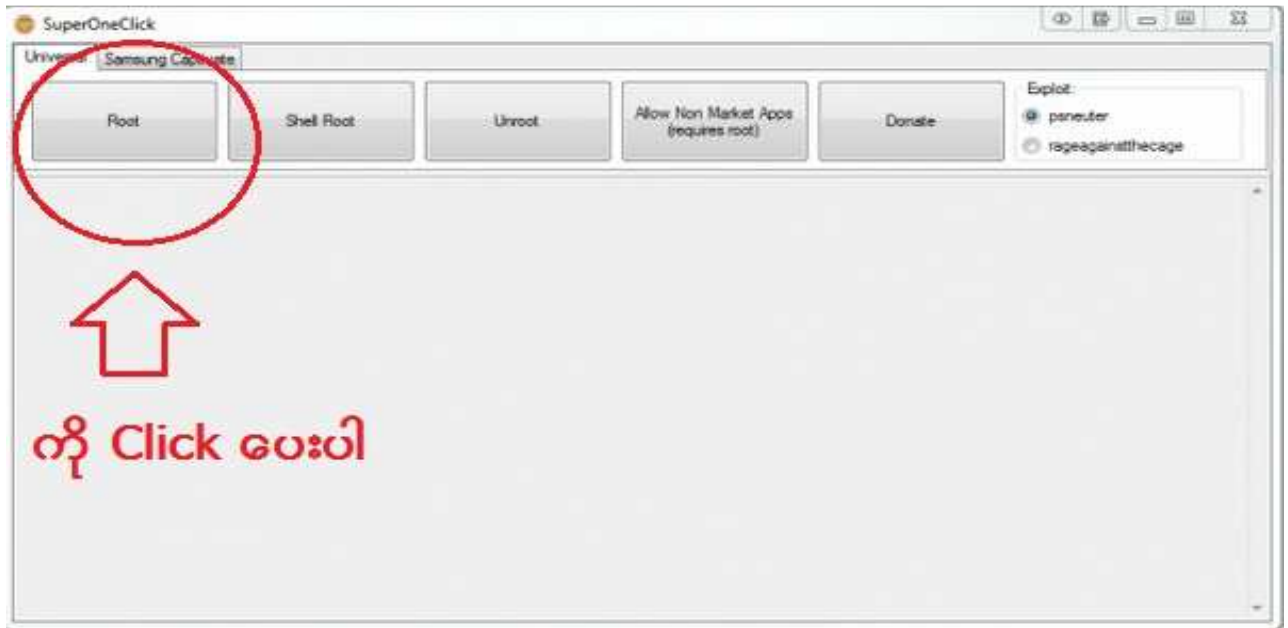 SuperOneClick
Universal Samsung Captivate
Root
Shell Root
Unroot
Allow Non Market Apps
(requires root)
Donate
Exploit:
psneuter
rageagainstthecage
ကို Click ပေးပါ